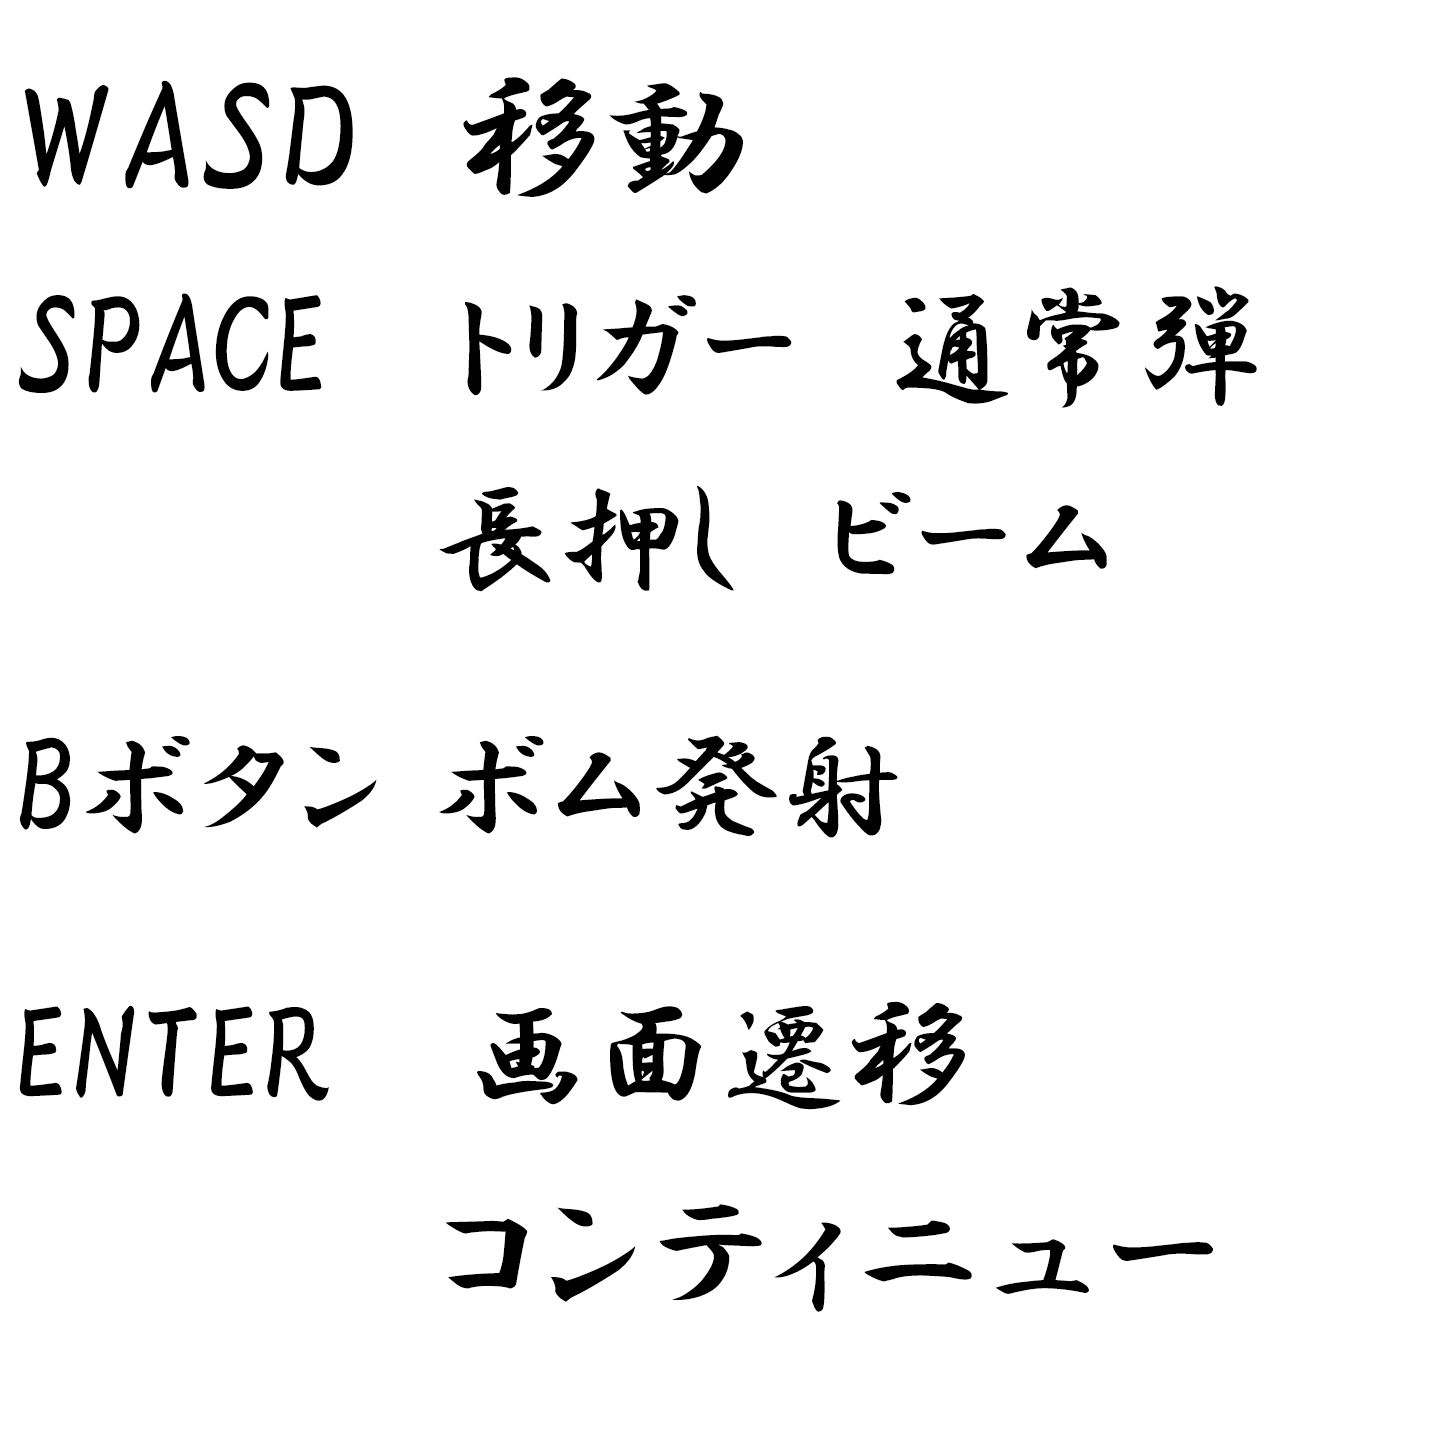 WASD 移動
SPACE トリガー 通常弾
長押し ビーム
Bボタン ボム発射
ENTER 画面遷移
コンティニュー